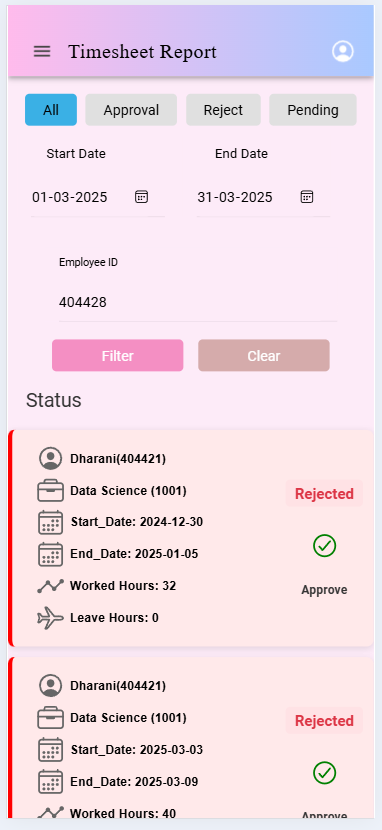 Timesheet Report
All
Approval
Reject
Pending
Start Date
End Date
01-03-2025
31-03-2025
Employee ID
404428
Filter
Clear
Status
Dharani(404421)
Data Science (1001)
Rejected
Start_Date: 2024-12-30
End_Date: 2025-01-05
Worked Hours: 32
Approve
Leave Hours: 0
Dharani(404421)
Data Science (1001)
Rejected
Start_Date: 2025-03-03
End_Date: 2025-03-09
Worked Hours: 40
Approve